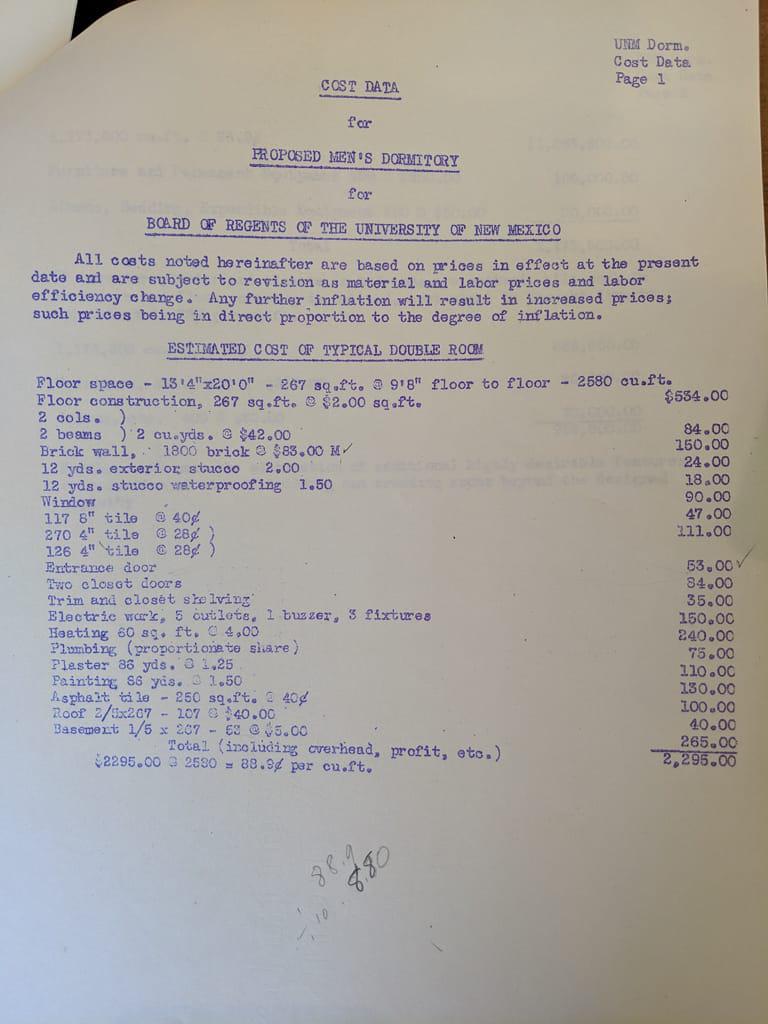 UNM Dorm.
Cost Data
Page 1
COST DATA
for
PROPOSED MEN'S DORMITORY
for
BOARD OF REGENTS OF THE UNIVERSITY OF NEW MEXICO
All costs noted hereinafter are based on prices in effect at the present
date and are subject to revision as material and labor prices and labor
efficiency change. Any further inflation will result in increased prices;
such prices being in direct proportion to the degree of inflation.
ESTIMATED COST OF TYPICAL DOUBLE ROOM
Floor space - 13'4"x20'0" - 267 sq.ft. @ 9'8" floor to floor - 2580 cu.ft.
Floor construction, 267 sq.ft. @ $2.00 sq.ft. $534.00
2 cols. )
2 beams ) 2 cu.yds. @ $42.00 84.00
Brick wall, 1800 brick @ $83.00 M✓ 150.00
12 yds. exterior stucco 2.00 24.00
12 yds. stucco waterproofing 1.50 18.00
Window 90.00
117 8" tile @ 40¢ 47.00
270 4" tile @ 28¢ ) 111.00
126 4" tile @ 28¢ )
Entrance door 53.00✓
Two closet doors 84.00
Trim and closet shelving 35.00
Electric work, 5 outlets, 1 buzzer, 3 fixtures 150.00
Heating 60 sq. ft. @ 4.00 240.00
Plumbing (proportionate share) 75.00
Plaster 86 yds. @ 1.25 110.00
Painting 86 yds. @ 1.50 130.00
Asphalt tile - 250 sq.ft. @ 40¢ 100.00
Roof 2/5x267 - 107 @ $40.00 40.00
Basement 1/5 x 267 - 53 @ $5.00 265.00
Total (including overhead, profit, etc.) 2,295.00
$2295.00 @ 2580 = 88.9¢ per cu.ft.
88.9
8.80
.10